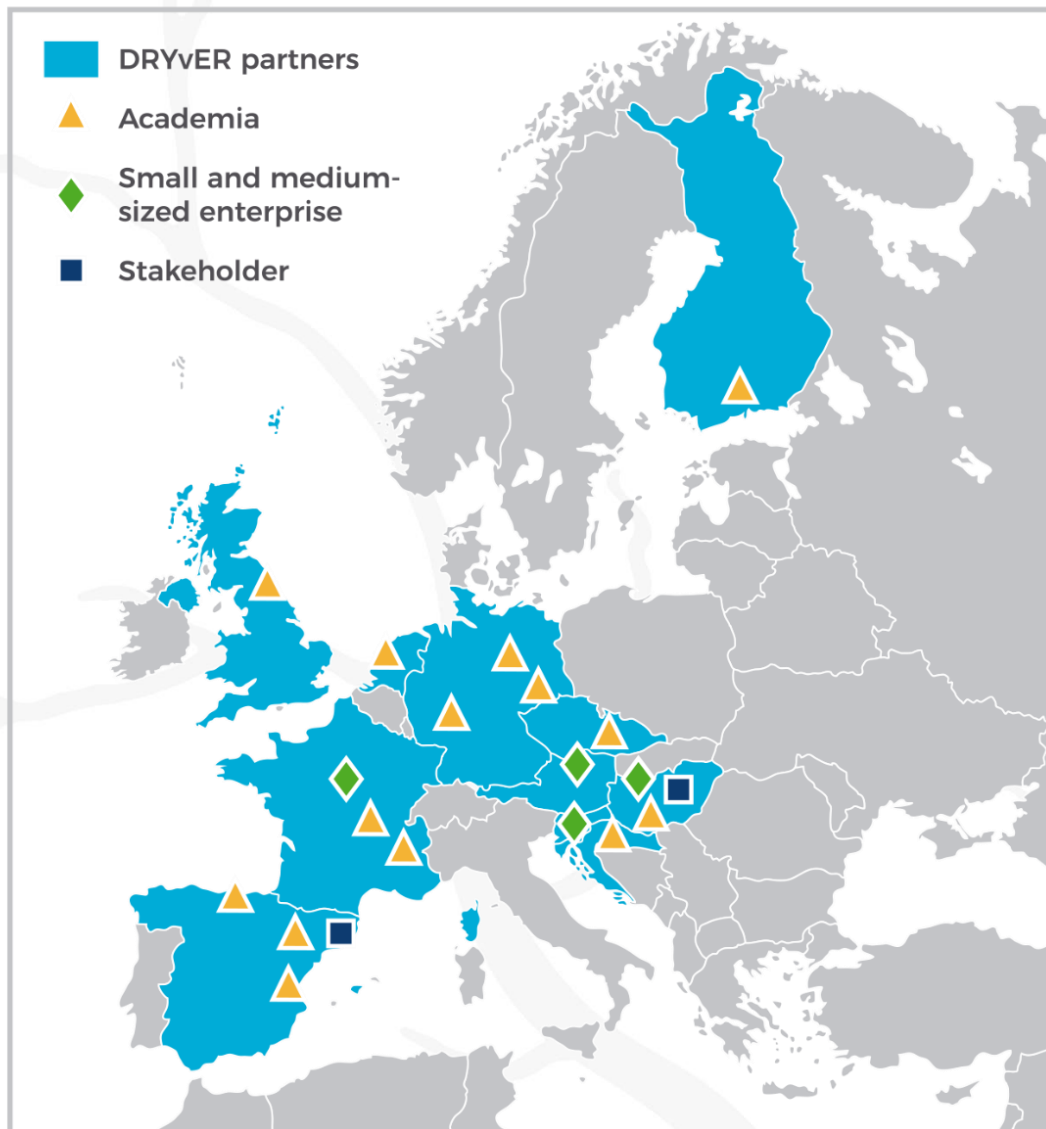 DRYvER partners
Academia
Small and medium-
sized enterprise
Stakeholder